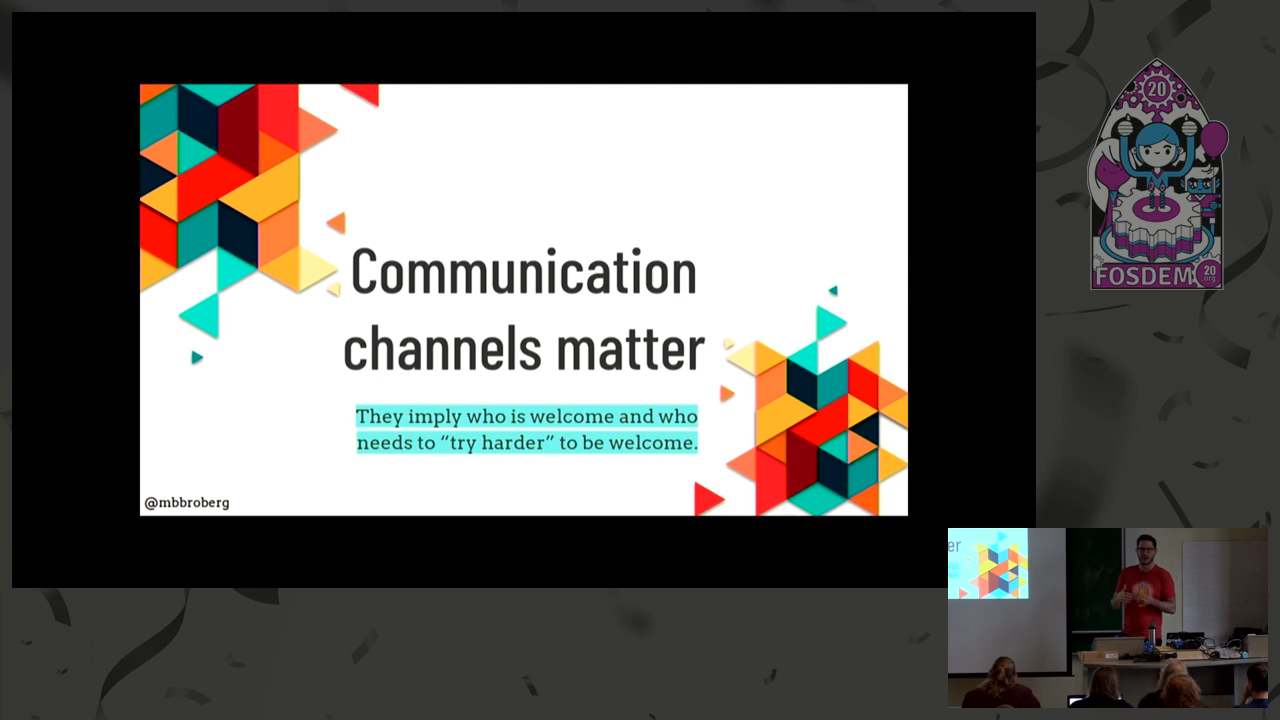 Communication
channels matter
They imply who is welcome and who
needs to “try harder” to be welcome.
@mbbroberg
20
FOSDEM
20
org
er